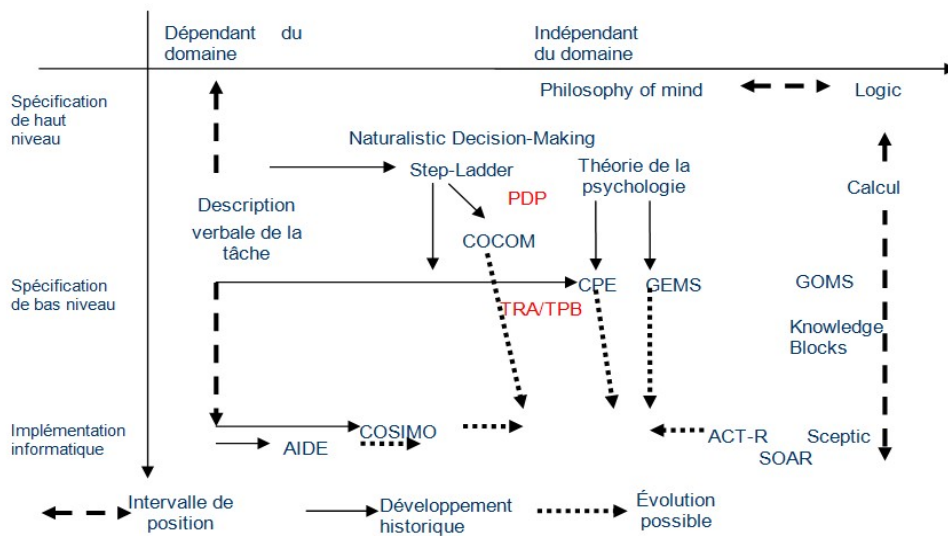 Dépendant du
domaine
Indépendant
du domaine
Philosophy of mind
Logic
Spécification
de haut
niveau
Naturalistic Decision-Making
Step-Ladder
Théorie de la
psychologie
PDP
Calcul
Description
verbale de la
tâche
COCOM
Spécification
de bas niveau
CPE
GEMS
GOMS
TRA/TPB
Knowledge
Blocks
Implémentation
informatique
AIDE
COSIMO
ACT-R
Sceptic
SOAR
Intervalle de
position
Développement
historique
Évolution
possible